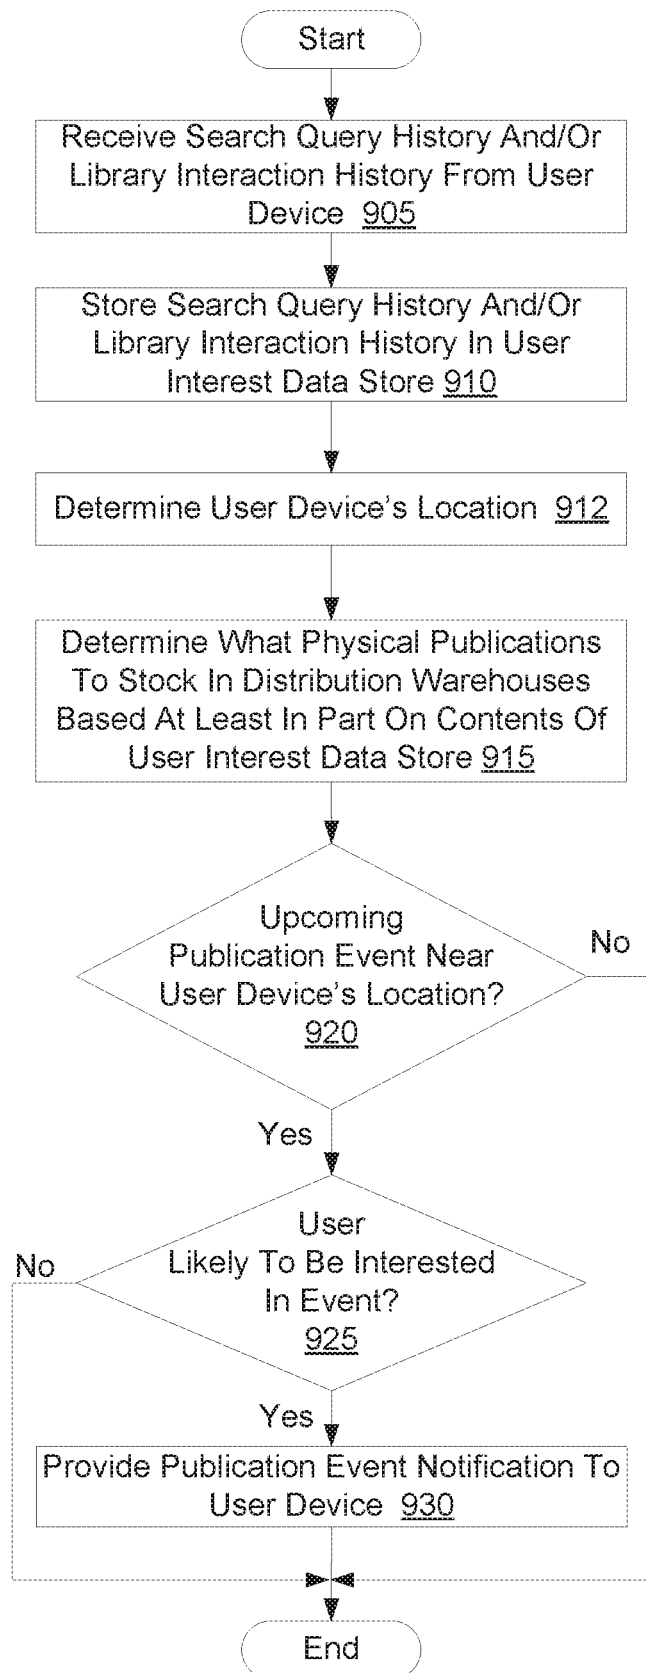 Start
Receive Search Query History And/Or
Library Interaction History From User
Device 905
Store Search Query History And/Or
Library Interaction History In User
Interest Data Store 910
Determine User Device's Location 912
Determine What Physical Publications
To Stock In Distribution Warehouses
Based At Least In Part On Contents Of
User Interest Data Store 915
Upcoming
Publication Event Near
User Device's Location?
920
No
Yes
User
Likely To Be Interested
In Event?
925
No
Yes
Provide Publication Event Notification To
User Device 930
End